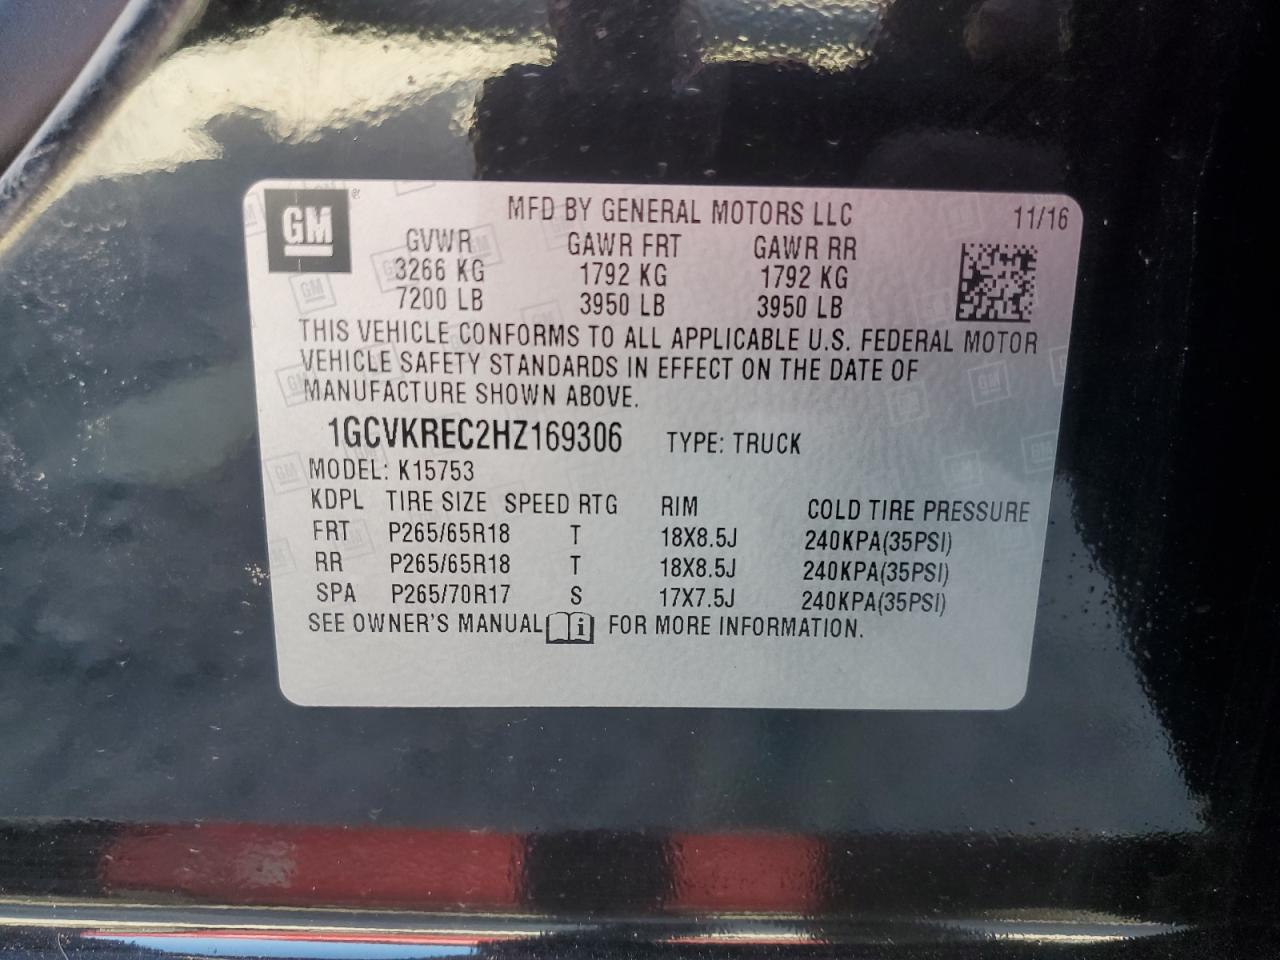 GM ®
MFD BY GENERAL MOTORS LLC 11/16
GVWR GAWR FRT GAWR RR
3266 KG 1792 KG 1792 KG
7200 LB 3950 LB 3950 LB
THIS VEHICLE CONFORMS TO ALL APPLICABLE U.S. FEDERAL MOTOR
VEHICLE SAFETY STANDARDS IN EFFECT ON THE DATE OF
MANUFACTURE SHOWN ABOVE.
1GCVKREC2HZ169306 TYPE: TRUCK
MODEL: K15753
KDPL TIRE SIZE SPEED RTG RIM COLD TIRE PRESSURE
FRT P265/65R18 T 18X8.5J 240KPA(35PSI)
RR P265/65R18 T 18X8.5J 240KPA(35PSI)
SPA P265/70R17 S 17X7.5J 240KPA(35PSI)
SEE OWNER'S MANUAL i FOR MORE INFORMATION.